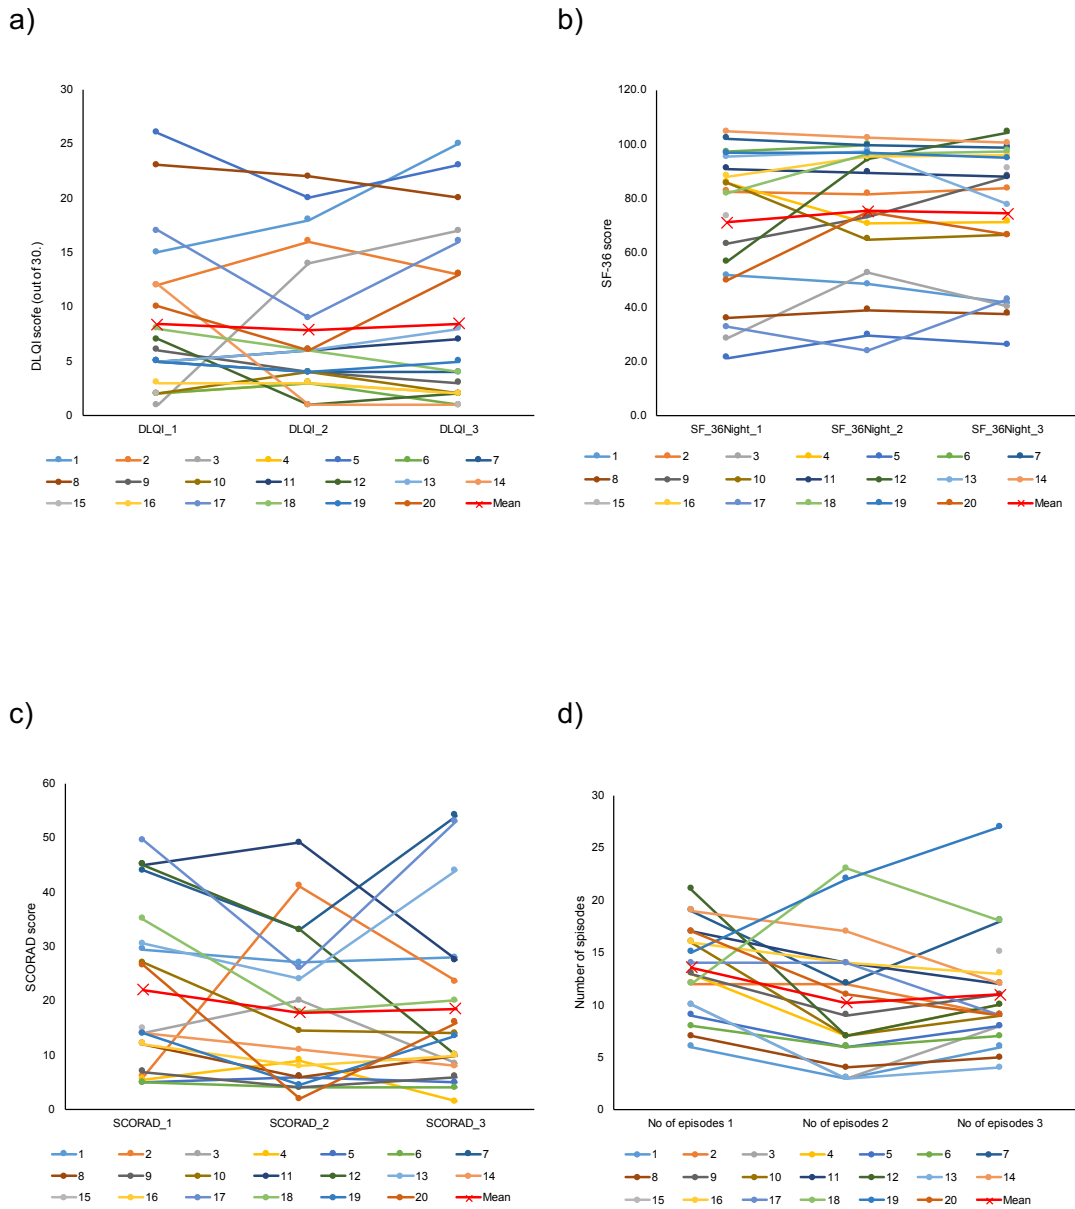 a)
DLQI scofe (out of 30.)
30
25
20
15
10
5
0
DLQI_1 DLQI_2 DLQI_3
1 2 3 4 5 6 7
8 9 10 11 12 13 14
15 16 17 18 19 20 Mean
b)
SF-36 score
120.0
100.0
80.0
60.0
40.0
20.0
0.0
SF_36Night_1 SF_36Night_2 SF_36Night_3
1 2 3 4 5 6 7
8 9 10 11 12 13 14
15 16 17 18 19 20 Mean
c)
SCORAD score
60
50
40
30
20
10
0
SCORAD_1 SCORAD_2 SCORAD_3
1 2 3 4 5 6 7
8 9 10 11 12 13 14
15 16 17 18 19 20 Mean
d)
Number of episodes
30
25
20
15
10
5
0
No of episodes 1 No of episodes 2 No of episodes 3
1 2 3 4 5 6 7
8 9 10 11 12 13 14
15 16 17 18 19 20 Mean